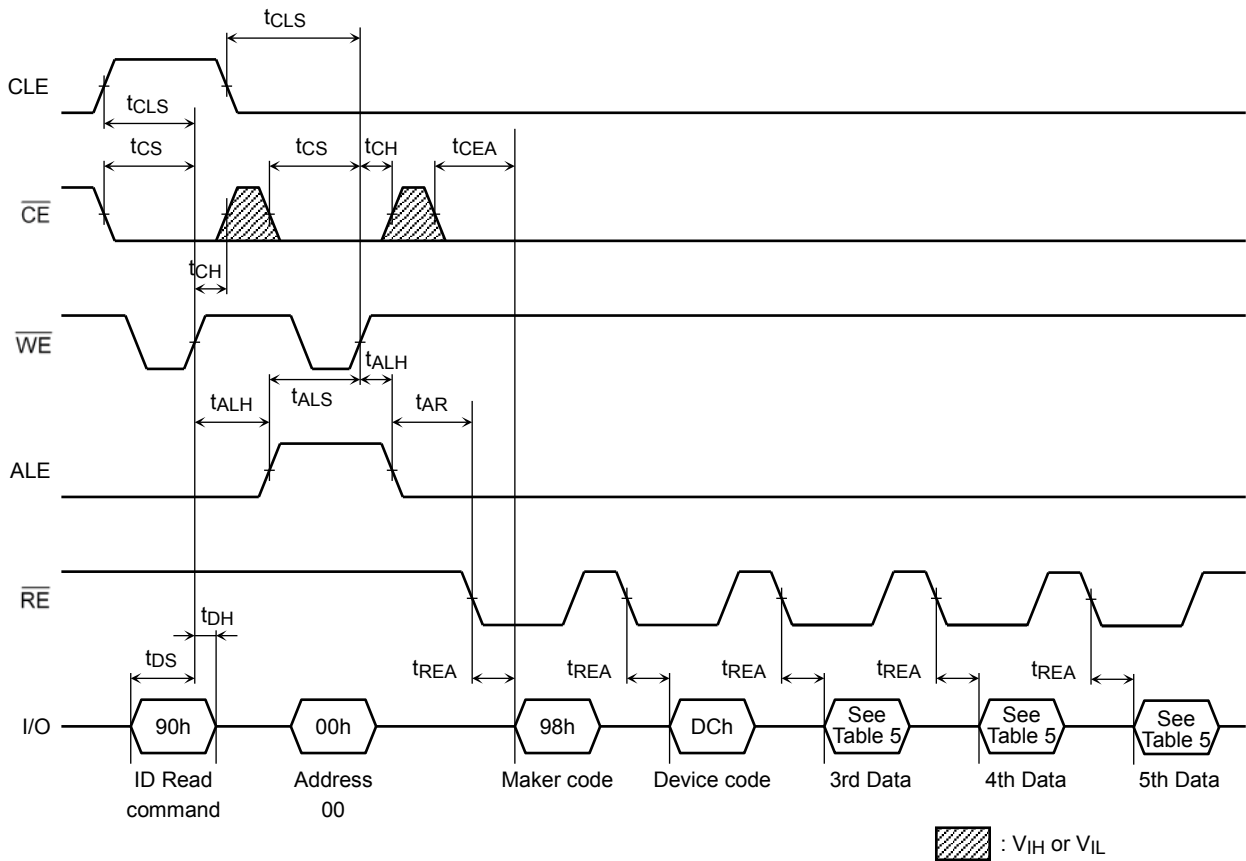 tCLS
CLE
tCLS
tCS tCS tCH tCEA
CE
tCH
WE
tALH
tALH tALS tAR
ALE
RE
tDH
tDS tREA tREA tREA tREA tREA
I/O 90h 00h 98h DCh See Table 5 See Table 5 See Table 5
ID Read Address Maker code Device code 3rd Data 4th Data 5th Data
command 00
: VIH or VIL